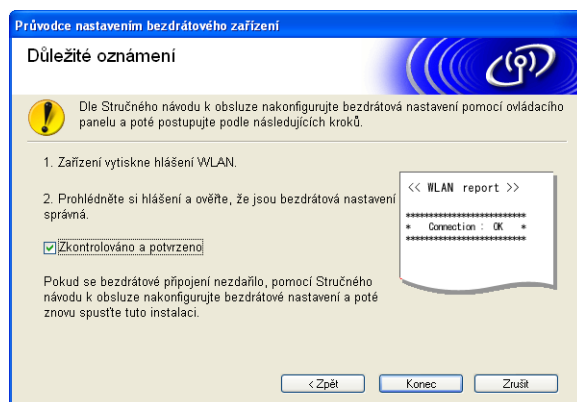 Průvodce nastavením bezdrátového zařízení
Důležité oznámení
Dle Stručného návodu k obsluze nakonfigurujte bezdrátová nastavení pomocí ovládacího
panelu a poté postupujte podle následujících kroků.
1. Zařízení vytiskne hlášení WLAN.
2. Prohlédněte si hlášení a ověřte, že jsou bezdrátová nastavení
správná.
Zkontrolováno a potvrzeno
Pokud se bezdrátové připojení nezdařilo, pomocí Stručného
návodu k obsluze nakonfigurujte bezdrátové nastavení a poté
znovu spusťte tuto instalaci.
<< WLAN report >>
**************************
* Connection : OK *
**************************
< Zpět
Konec
Zrušit